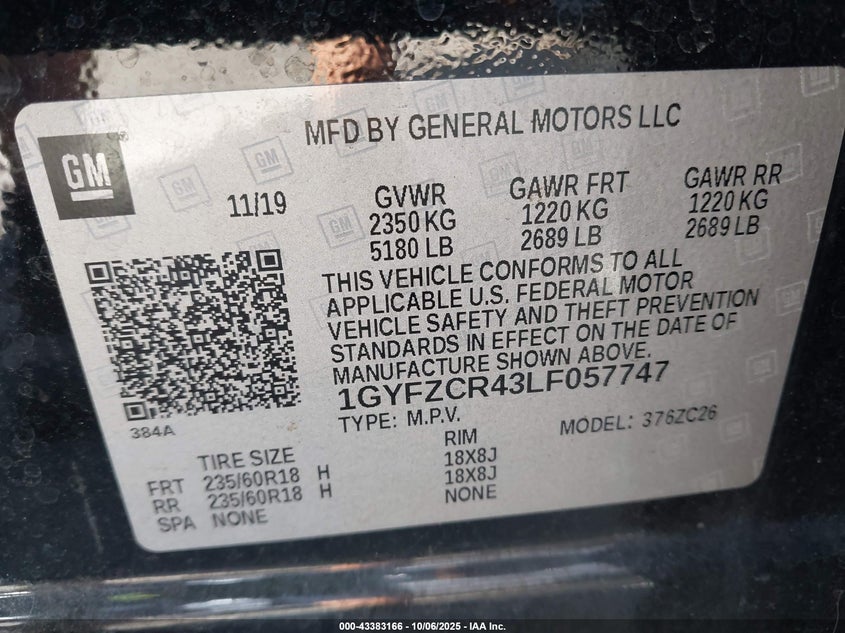 MFD BY GENERAL MOTORS LLC
GM
11/19
GVWR GAWR FRT GAWR RR
2350 KG 1220 KG 1220 KG
5180 LB 2689 LB 2689 LB
THIS VEHICLE CONFORMS TO ALL
APPLICABLE U.S. FEDERAL MOTOR
VEHICLE SAFETY AND THEFT PREVENTION
STANDARDS IN EFFECT ON THE DATE OF
MANUFACTURE SHOWN ABOVE.
1GYFZCR43LF057747
384A
TYPE: M.P.V. MODEL: 376ZC26
TIRE SIZE RIM
FRT 235/60R18 H 18X8J
RR 235/60R18 H 18X8J
SPA NONE NONE
000-43383166 • 10/06/2025 • IAA Inc.